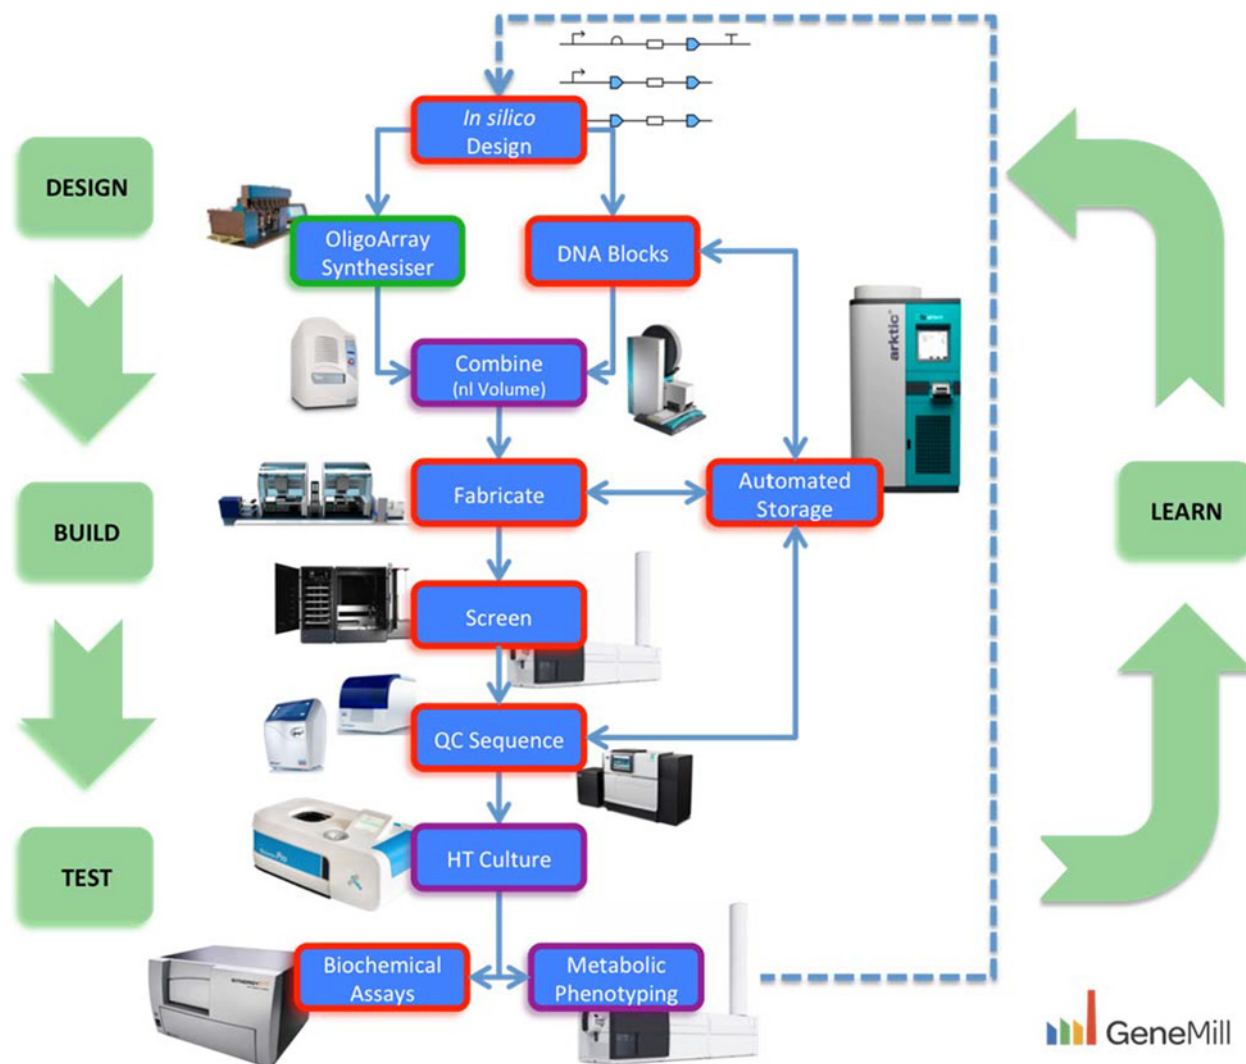 In silico
Design
DESIGN
OligoArray
Synthesiser
DNA Blocks
arktic
Combine
(nl Volume)
Fabricate
Automated
Storage
BUILD
LEARN
Screen
QC Sequence
HT Culture
TEST
Biochemical
Assays
Metabolic
Phenotyping
GeneMill